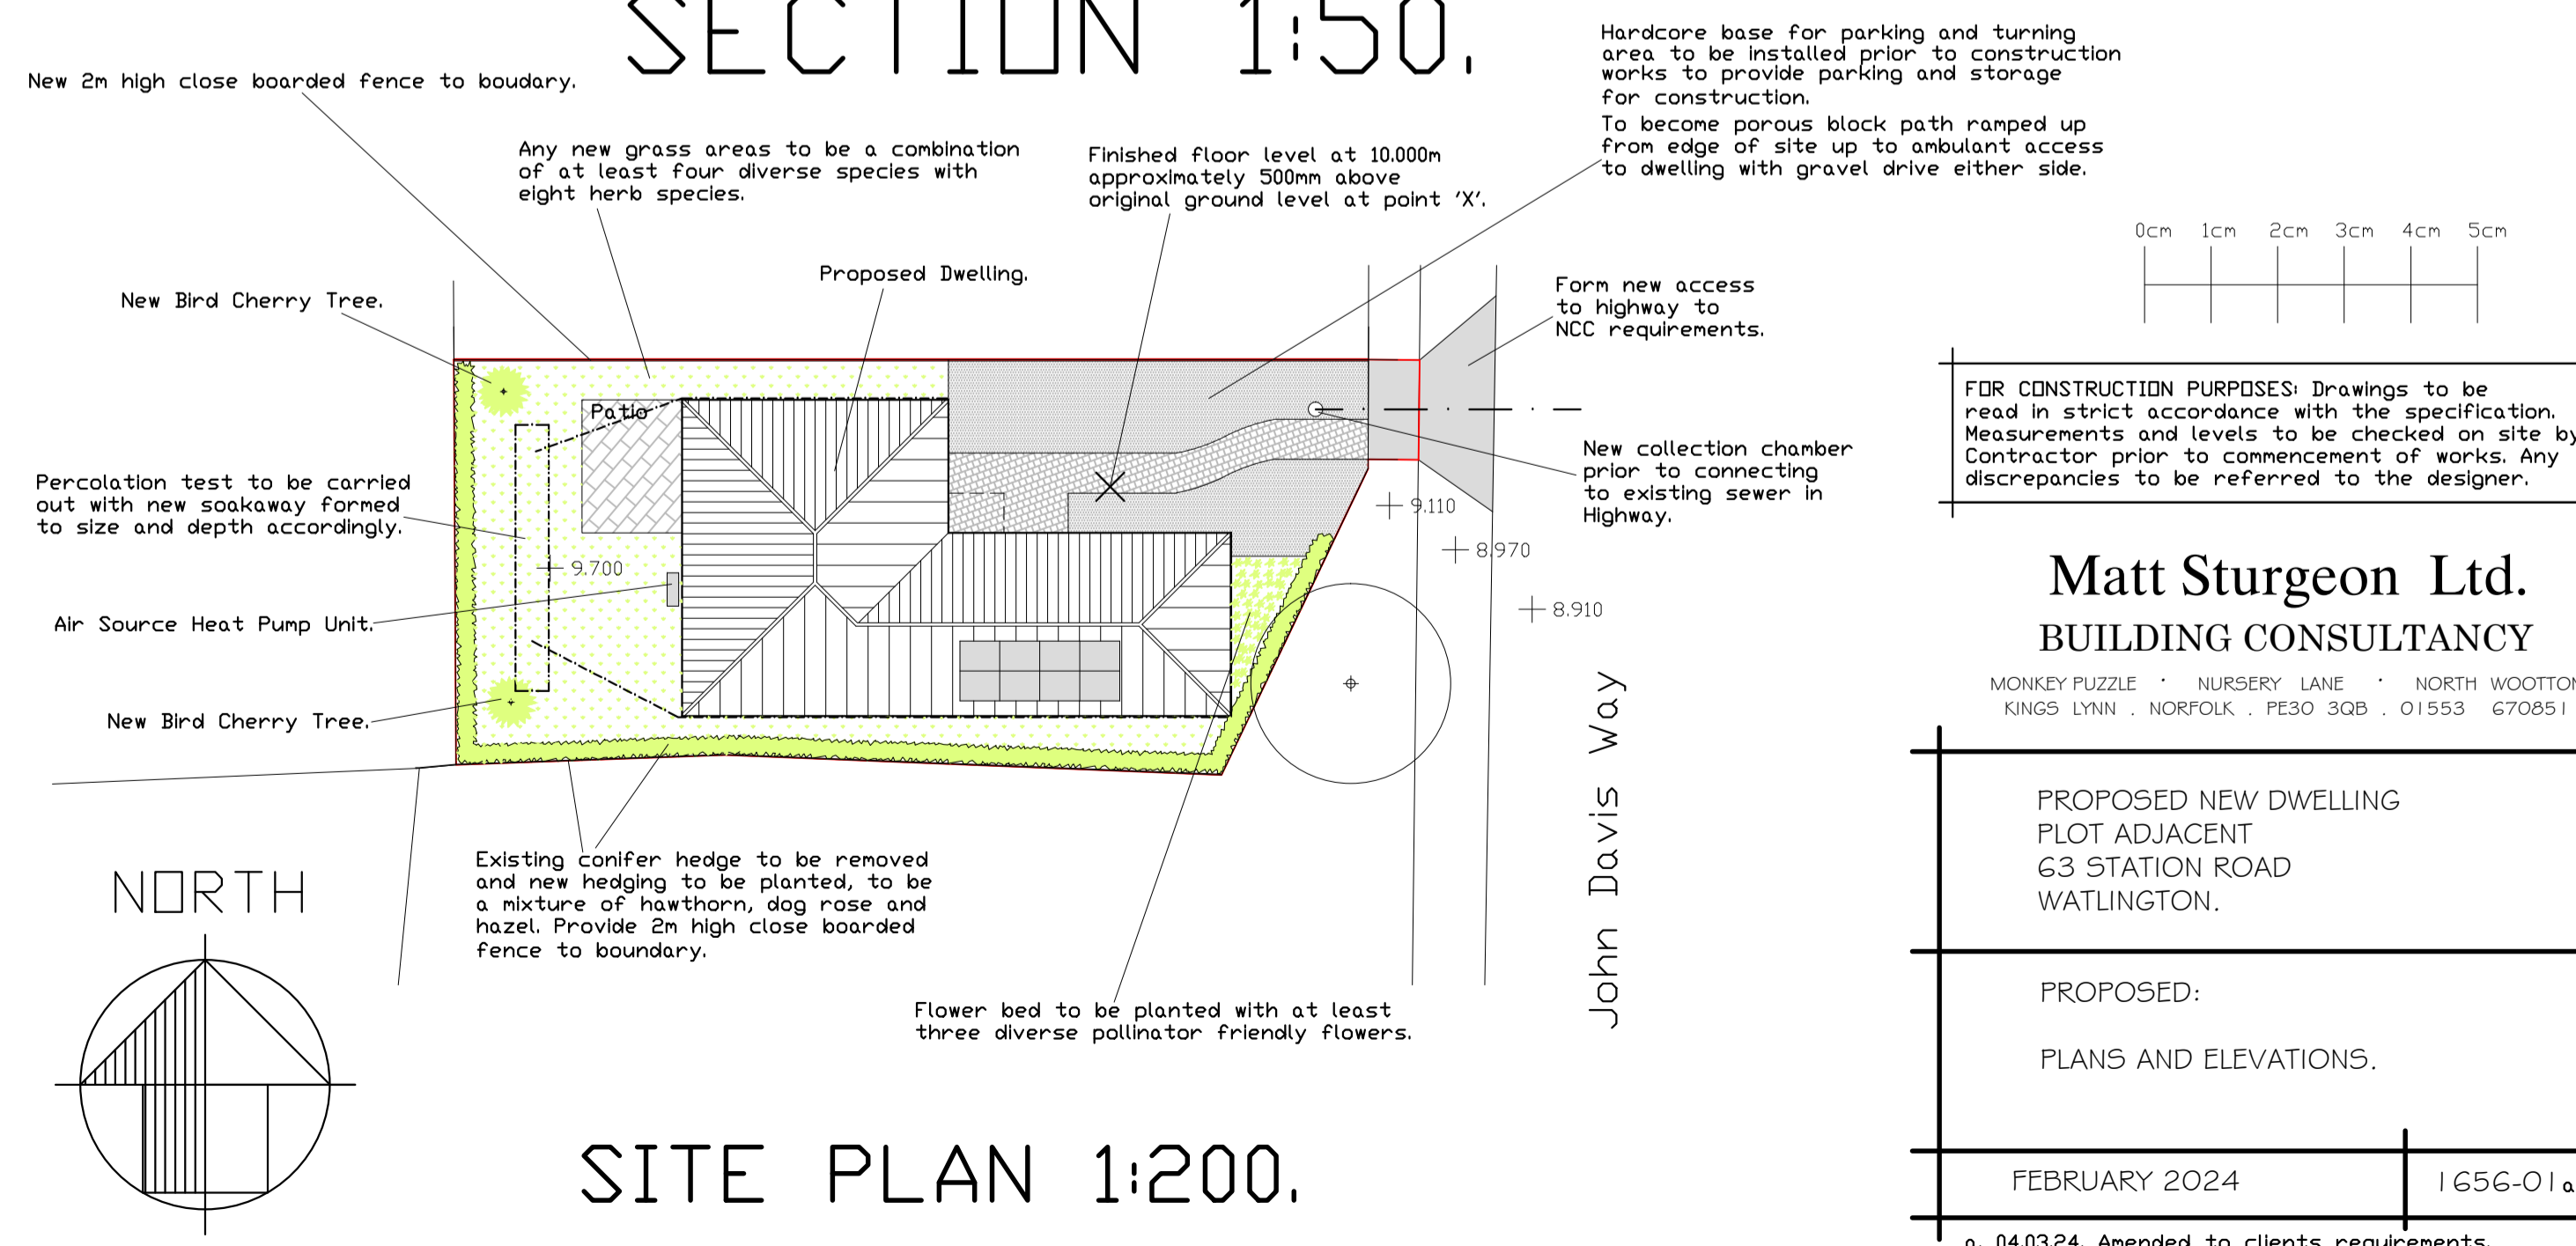 SECTION 1:50.
New 2m high close boarded fence to boudary.
Any new grass areas to be a combination
of at least four diverse species with
eight herb species.
Finished floor level at 10.000m
approximately 500mm above
original ground level at point 'X'.
Hardcore base for parking and turning
area to be installed prior to construction
works to provide parking and storage
for construction.
To become porous block path ramped up
from edge of site up to ambulant access
to dwelling with gravel drive either side.
0cm 1cm 2cm 3cm 4cm 5cm
Proposed Dwelling.
New Bird Cherry Tree.
Form new access
to highway to
NCC requirements.
Patio
Percolation test to be carried
out with new soakaway formed
to size and depth accordingly.
New collection chamber
prior to connecting
to existing sewer in
Highway.
9.110
8.970
8.910
9.700
Air Source Heat Pump Unit.
New Bird Cherry Tree.
John Davis Way
Existing conifer hedge to be removed
and new hedging to be planted, to be
a mixture of hawthorn, dog rose and
hazel. Provide 2m high close boarded
fence to boundary.
Flower bed to be planted with at least
three diverse pollinator friendly flowers.
NORTH
SITE PLAN 1:200.
FOR CONSTRUCTION PURPOSES: Drawings to be
read in strict accordance with the specification.
Measurements and levels to be checked on site by
Contractor prior to commencement of works. Any
discrepancies to be referred to the designer.
Matt Sturgeon Ltd.
BUILDING CONSULTANCY
MONKEY PUZZLE · NURSERY LANE · NORTH WOOTTON
KINGS LYNN . NORFOLK . PE30 3QB . 01553 670851
PROPOSED NEW DWELLING
PLOT ADJACENT
63 STATION ROAD
WATLINGTON.
PROPOSED:
PLANS AND ELEVATIONS.
FEBRUARY 2024
1656-01a
a. 04.03.24. Amended to clients requirements.